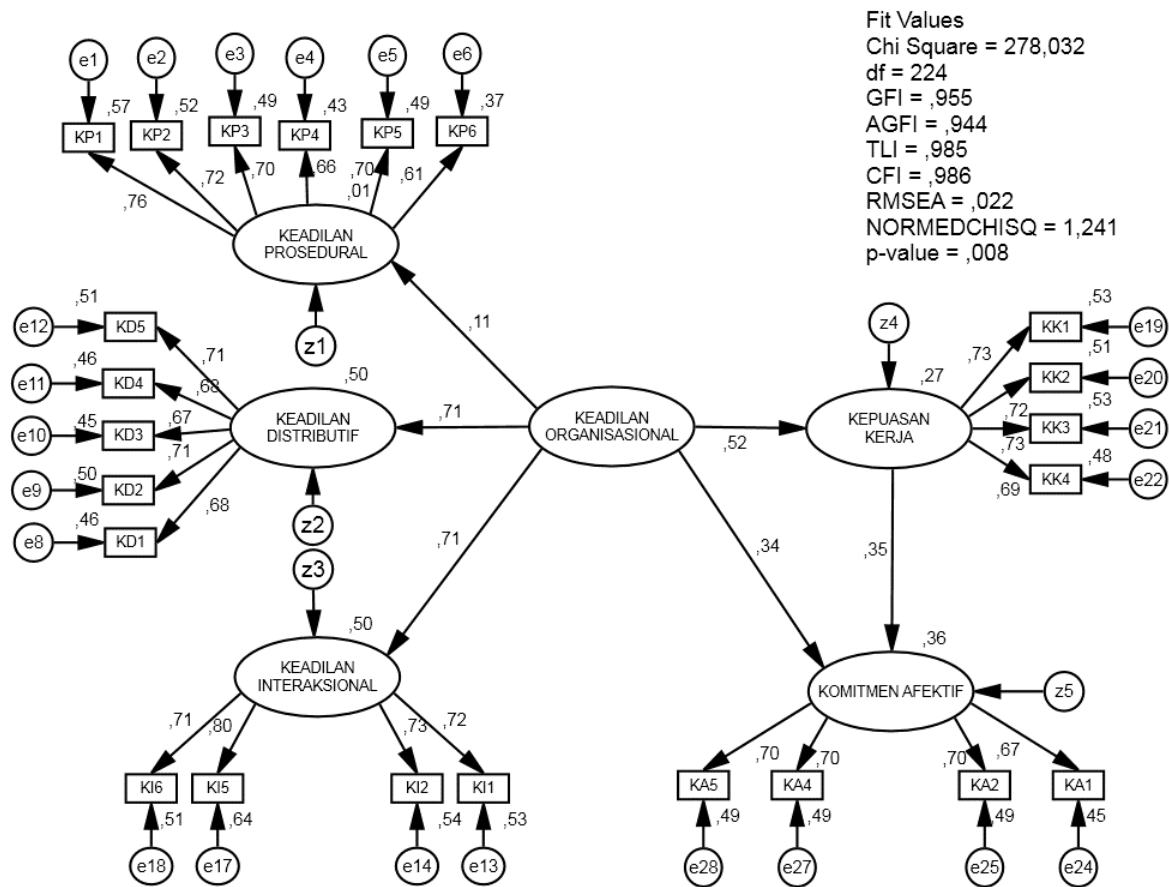 Fit Values
Chi Square = 278,032
df = 224
GFI = ,955
AGFI = ,944
TLI = ,985
CFI = ,986
RMSEA = ,022
NORMEDCHISQ = 1,241
p-value = ,008
e1
e2
e3
e4
e5
e6
,57
,52
,49
,43
,49
,37
KP1
KP2
KP3
KP4
KP5
KP6
,76
,72
,70
,66
,70
,61
,01
KEADILAN
PROSEDURAL
z1
,11
e12
,51
KD5
,71
e11
,46
KD4
,68
e10
,45
KD3
,67
e9
,50
KD2
,71
e8
,46
KD1
,68
,50
KEADILAN
DISTRIBUTIF
z2
,71
KEADILAN
ORGANISASIONAL
,52
z4
,27
KEPUASAN
KERJA
,73
KK1
,53
e19
KK2
,51
e20
,72
KK3
,53
e21
,73
KK4
,48
e22
,69
z3
,71
,34
,35
,50
KEADILAN
INTERAKSIONAL
,36
KOMITMEN AFEKTIF
z5
,71
,80
,73
,72
KI6
KI5
KI2
KI1
,51
,64
,54
,53
e18
e17
e14
e13
,70
,70
,70
,67
KA5
KA4
KA2
KA1
,49
,49
,49
,45
e28
e27
e25
e24